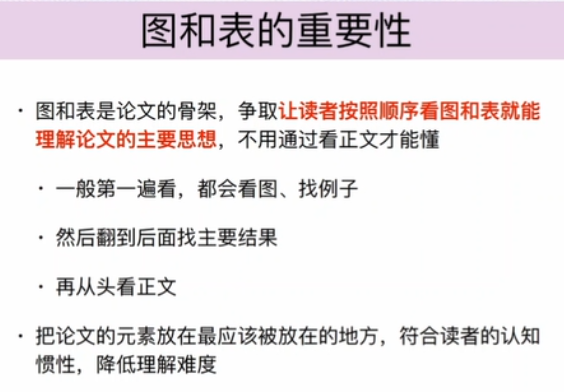 图和表的重要性
· 图和表是论文的骨架，争取让读者按照顺序看图和表就能
理解论文的主要思想，不用通过看正文才能懂
· 一般第一遍看，都会看图、找例子
· 然后翻到后面找主要结果
· 再从头看正文
· 把论文的元素放在最应该被放在的地方，符合读者的认知
惯性，降低理解难度